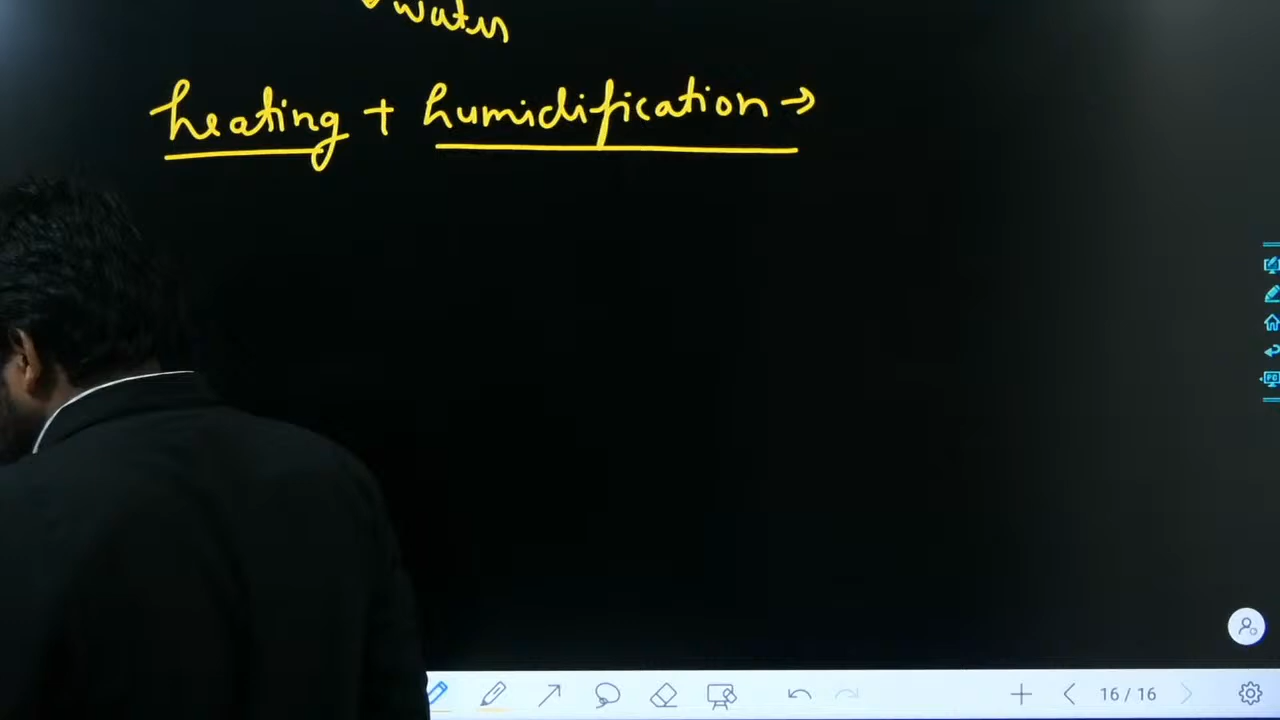 water
heating + humidification →
16 / 16